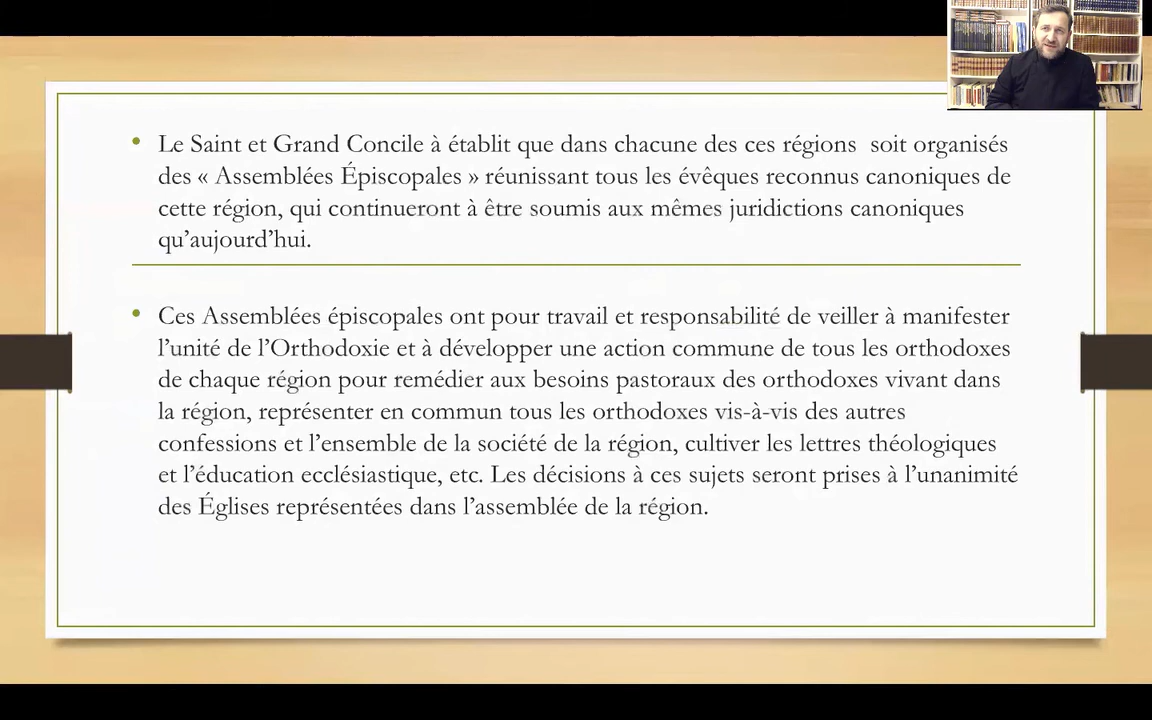 • Le Saint et Grand Concile à établit que dans chacune des ces régions  soit organisés
des « Assemblées Épiscopales » réunissant tous les évêques reconnus canoniques de
cette région, qui continueront à être soumis aux mêmes juridictions canoniques
qu’aujourd’hui.
• Ces Assemblées épiscopales ont pour travail et responsabilité de veiller à manifester
l’unité de l’Orthodoxie et à développer une action commune de tous les orthodoxes
de chaque région pour remédier aux besoins pastoraux des orthodoxes vivant dans
la région, représenter en commun tous les orthodoxes vis-à-vis des autres
confessions et l’ensemble de la société de la région, cultiver les lettres théologiques
et l’éducation ecclésiastique, etc. Les décisions à ces sujets seront prises à l’unanimité
des Églises représentées dans l’assemblée de la région.